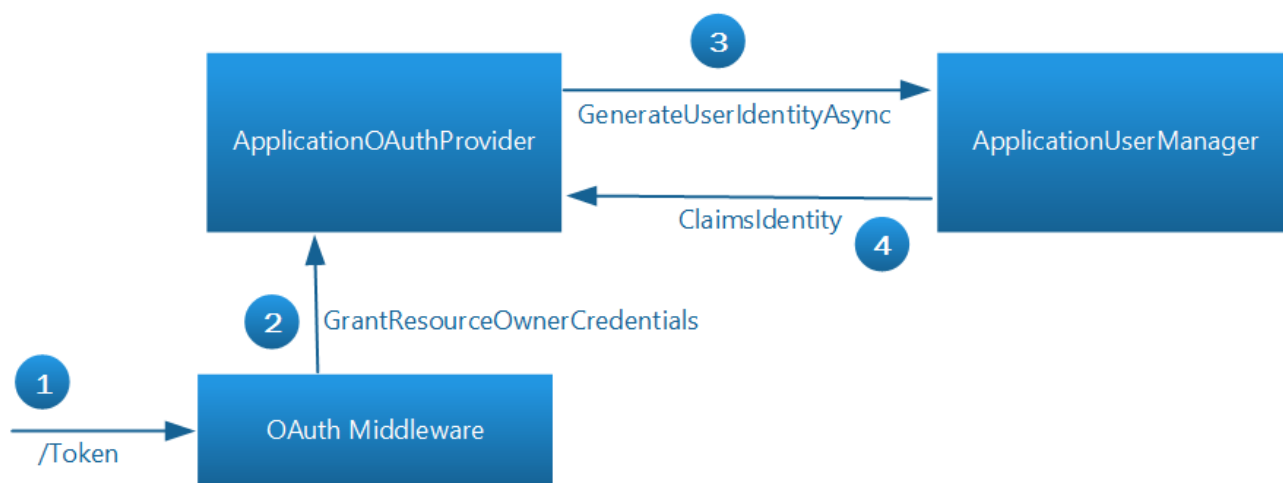 3
GenerateUserIdentityAsync
ApplicationOAuthProvider
ApplicationUserManager
ClaimsIdentity
4
2
GrantResourceOwnerCredentials
1
/Token
OAuth Middleware